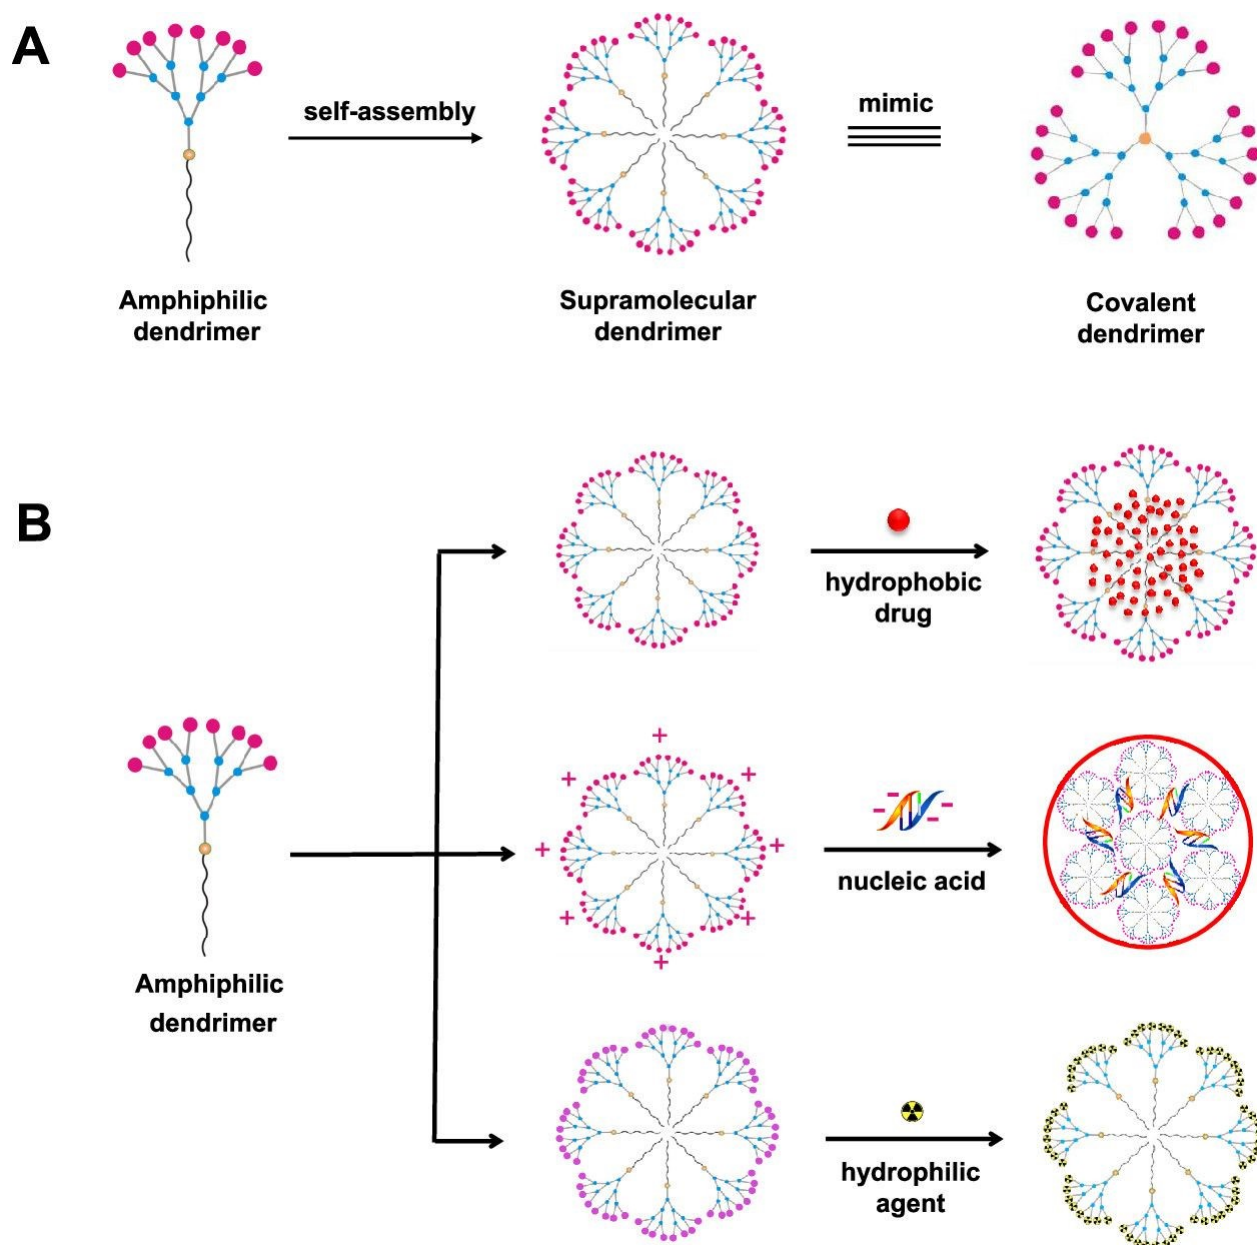 A
self-assembly
mimic
Amphiphilic
dendrimer
Supramolecular
dendrimer
Covalent
dendrimer
B
hydrophobic
drug
+
+
+
+
+
+
+
+
- -
- -
nucleic acid
Amphiphilic
dendrimer
hydrophilic
agent